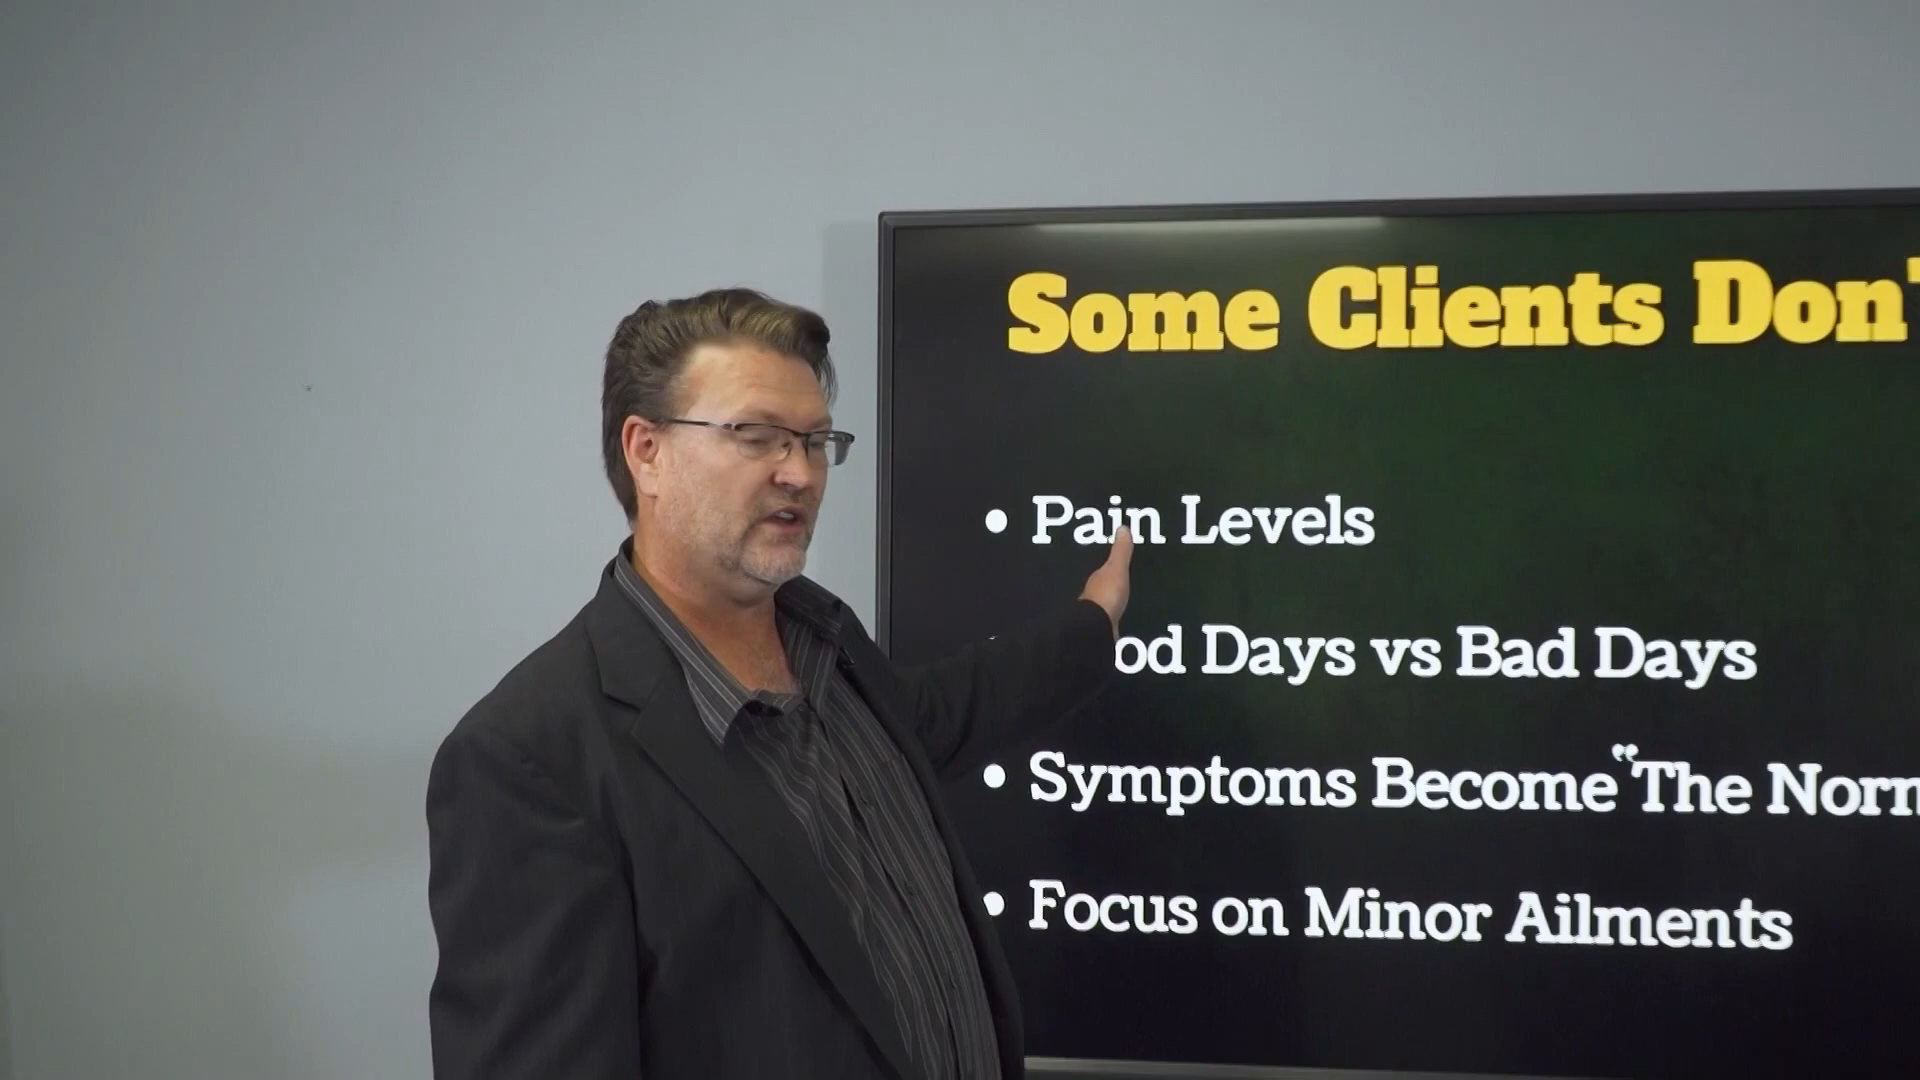 Some Clients Don'
• Pain Levels
od Days vs Bad Days
• Symptoms Become "The Norm
• Focus on Minor Ailments